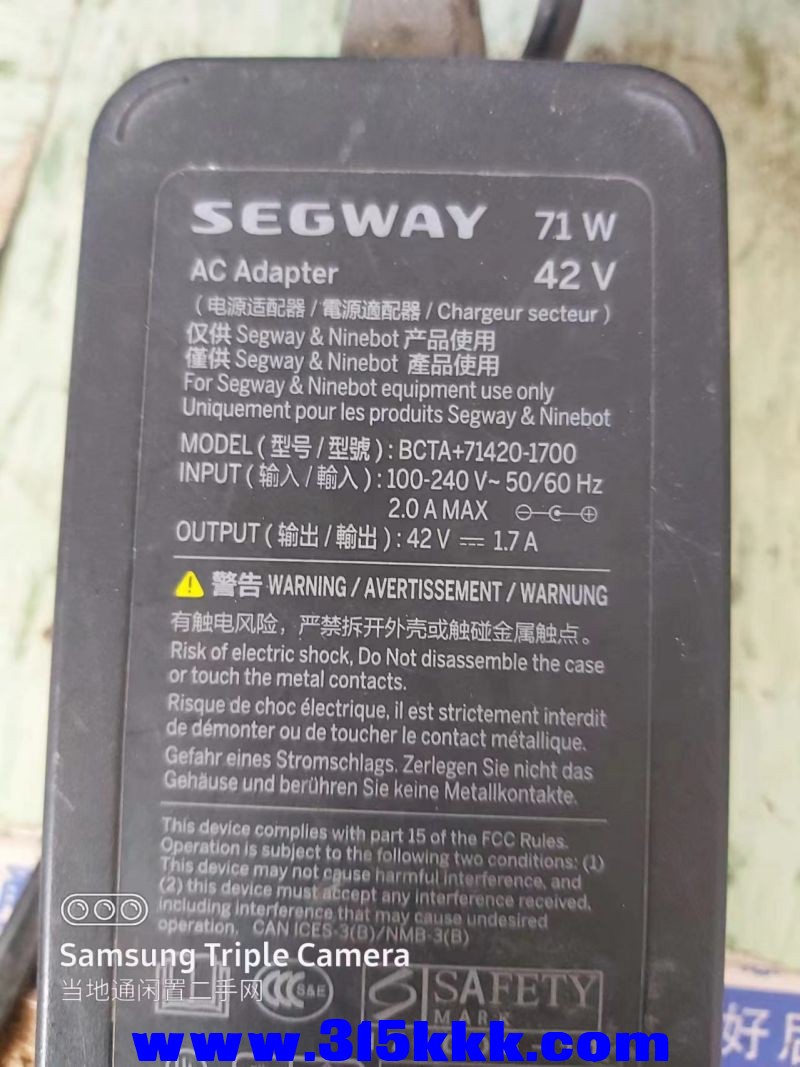 SEGWAY 71 W
AC Adapter 42 V
(电源适配器 / 電源適配器 / Chargeur secteur)
仅供 Segway & Ninebot 产品使用
僅供 Segway & Ninebot 產品使用
For Segway & Ninebot equipment use only
Uniquement pour les produits Segway & Ninebot
MODEL (型号 / 型號) : BCTA+71420-1700
INPUT (输入 / 輸入) : 100-240 V~ 50/60 Hz
2.0 A MAX
OUTPUT (输出 / 輸出) : 42 V ⎓ 1.7 A
警告 WARNING / AVERTISSEMENT / WARNUNG
有触电风险，严禁拆开外壳或触碰金属触点。
Risk of electric shock, Do Not disassemble the case
or touch the metal contacts.
Risque de choc électrique, il est strictement interdit
de démonter ou de toucher le contact métallique.
Gefahr eines Stromschlags. Zerlegen Sie nicht das
Gehäuse und berühren Sie keine Metallkontakte.
This device complies with part 15 of the FCC Rules.
Operation is subject to the following two conditions: (1)
This device may not cause harmful interference, and
(2) this device must accept any interference received,
including interference that may cause undesired
operation. CAN ICES-3(B)/NMB-3(B)
Samsung Triple Camera
当地通闲置二手网
CCC S&E
SAFETY
MARK
www.315kkk.com
好